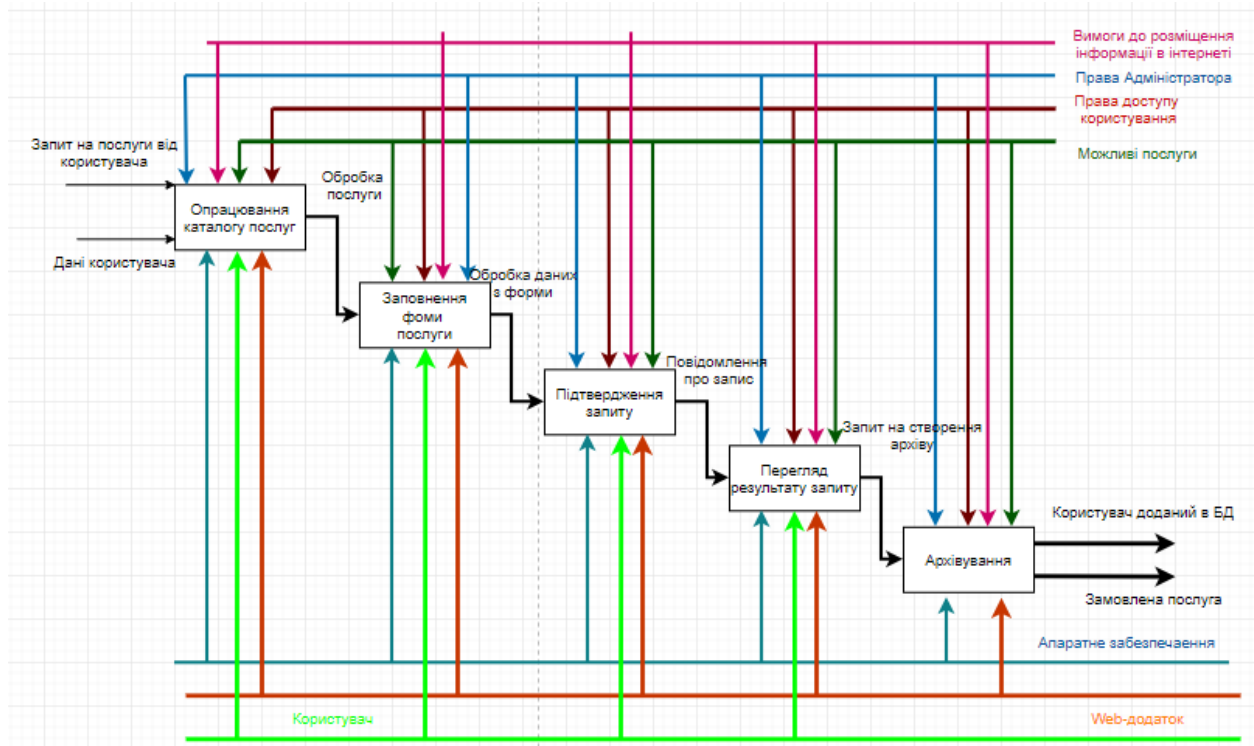 Вимоги до розміщення
інформації в інтернеті
Права Адміністратора
Права доступу
користування
Можливі послуги
Запит на послуги від
користувача
Обробка
послуги
Опрацювання
каталогу послуг
Дані користувача
Обробка даних
з форми
Заповнення
фоми
послуги
Повідомлення
про запис
Підтвердження
запиту
Запит на створення
архіву
Перегляд
результату запиту
Користувач доданий в БД
Архівування
Замовлена послуга
Апаратне забезпечаення
Користувач
Web-додаток